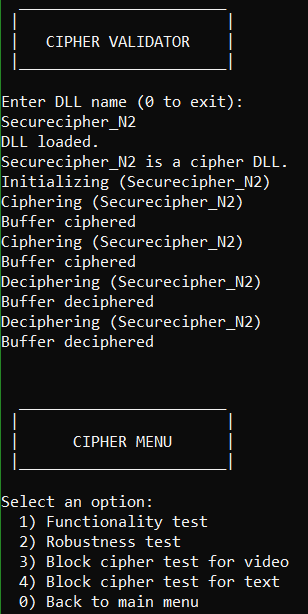 CIPHER VALIDATOR
Enter DLL name (0 to exit):
Securecipher_N2
DLL loaded.
Securecipher_N2 is a cipher DLL.
Initializing (Securecipher_N2)
Ciphering (Securecipher_N2)
Buffer ciphered
Ciphering (Securecipher_N2)
Buffer ciphered
Deciphering (Securecipher_N2)
Buffer deciphered
Deciphering (Securecipher_N2)
Buffer deciphered
CIPHER MENU
Select an option:
1) Functionality test
2) Robustness test
3) Block cipher test for video
4) Block cipher test for text
0) Back to main menu